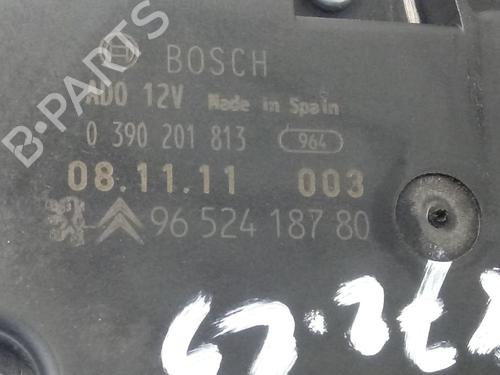 B-PARTS
BOSCH
ADO 12V Made in Spain
0 390 201 813 964
08.11.11 003
96 524 187 80